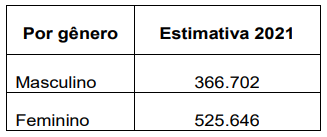 Por gênero Estimativa 2021
Masculino 366.702
Feminino 525.646